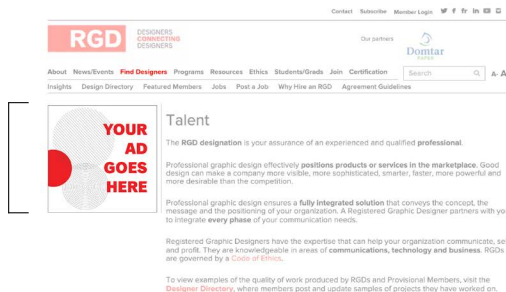 Contact Subscribe Member Login fr in
RGD
DESIGNERS
CONNECTING
DESIGNERS
Our partners
Domtar
PAPER
About News/Events Find Designers Programs Resources Ethics Students/Grads Join Certification Search A- A
Insights Design Directory Featured Members Jobs Post a Job Why Hire an RGD Agreement Guidelines
YOUR
AD
GOES
HERE
Talent
The RGD designation is your assurance of an experienced and qualified professional.
Professional graphic design effectively positions products or services in the marketplace. Good
design can make a company more visible, more sophisticated, smarter, faster, more powerful and
more desirable than the competition.
Professional graphic design ensures a fully integrated solution that conveys the concept, the
message and the positioning of your organization. A Registered Graphic Designer partners with yo
to integrate every phase of your communication needs.
Registered Graphic Designers have the expertise that can help your organization communicate, se
and profit. They are knowledgeable in areas of communications, technology and business. RGDs
are governed by a Code of Ethics.
To view examples of the quality of work produced by RGDs and Provisional Members, visit the
Designer Directory, where members post and update samples of projects they have worked on.